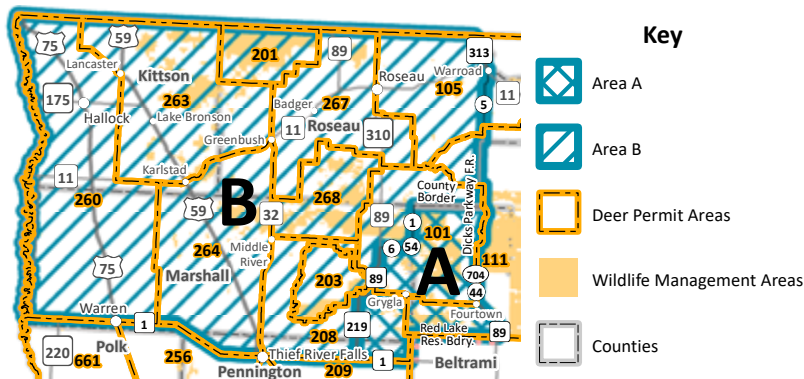 75
59
Lancaster
Kittson
201
89
313
Warroad
Roseau
105
263
175
Hallock
Lake Bronson
Badger
267
11
5
11
Roseau
310
Greenbush
Karlstad
11
260
59
B
32
268
89
County
Border
Dicks Parkway F.R.
1
101
6
54
264
Middle
River
A
111
75
Marshall
203
89
704
44
Grygla
Fourtown
Warren
1
219
208
Red Lake
Res. Bdry.
89
220
661
Polk
256
Thief River Falls
Pennington
209
1
Beltrami
Key
Area A
Area B
Deer Permit Areas
Wildlife Management Areas
Counties